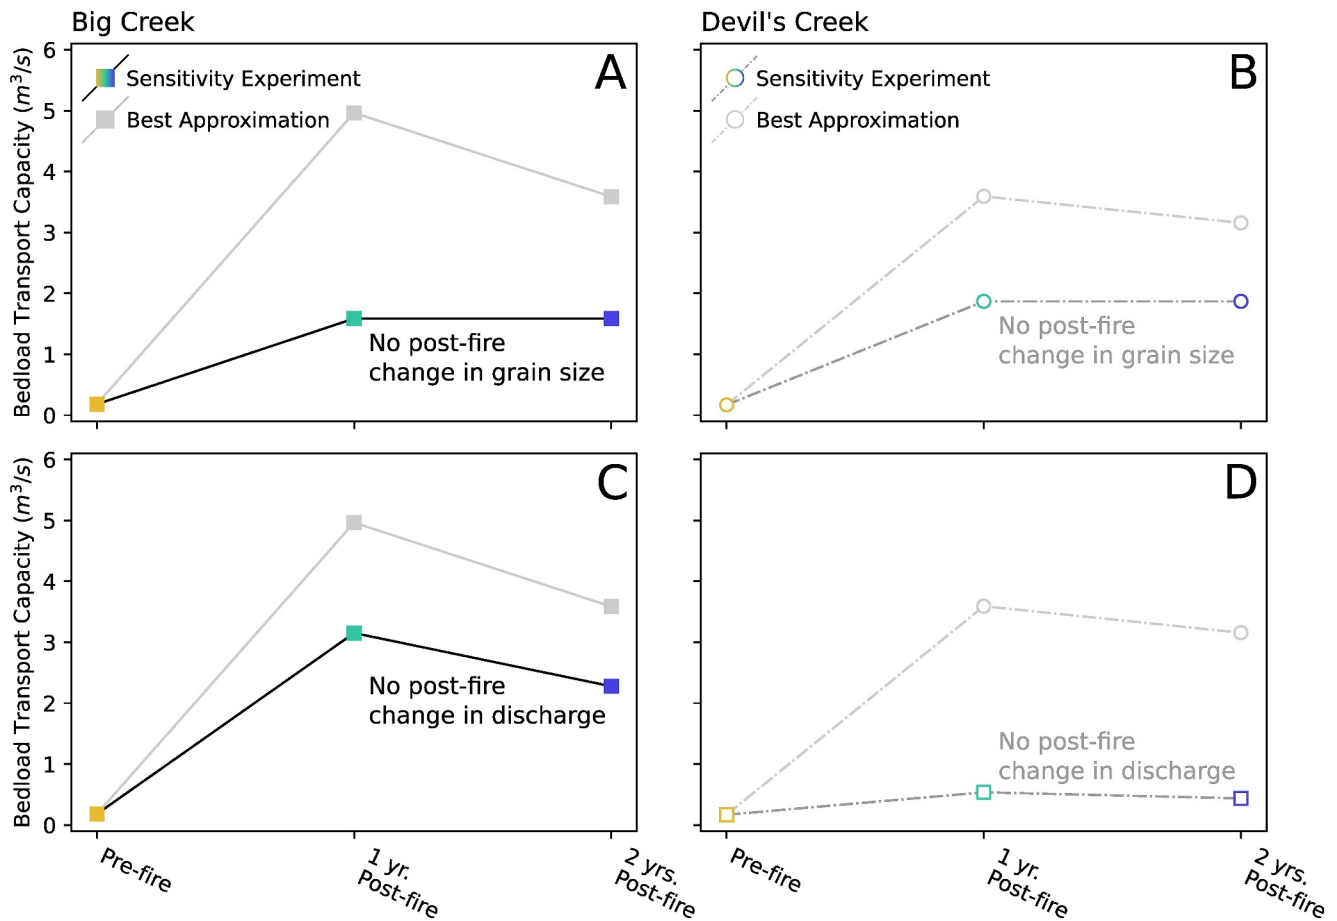 Big Creek
Devil's Creek
Bedload Transport Capacity (m³/s)
6
5
4
3
2
1
0
Sensitivity Experiment
Best Approximation
A
No post-fire
change in grain size
Sensitivity Experiment
Best Approximation
B
No post-fire
change in grain size
Bedload Transport Capacity (m³/s)
6
5
4
3
2
1
0
C
No post-fire
change in discharge
D
No post-fire
change in discharge
Pre-fire
1 yr.
Post-fire
2 yrs.
Post-fire
Pre-fire
1 yr.
Post-fire
2 yrs.
Post-fire